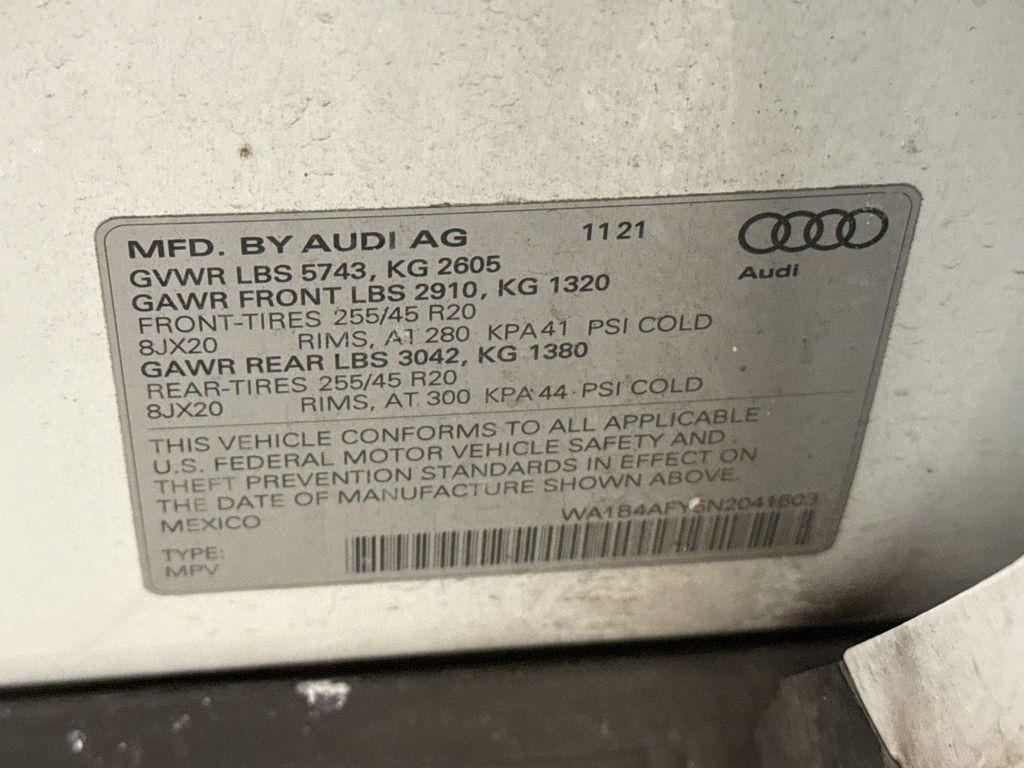 MFD. BY AUDI AG 11 21
Audi
GVWR LBS 5743, KG 2605
GAWR FRONT LBS 2910, KG 1320
FRONT-TIRES 255/45 R20
8JX20 RIMS, AT 280 KPA 41 PSI COLD
GAWR REAR LBS 3042, KG 1380
REAR-TIRES 255/45 R20
8JX20 RIMS, AT 300 KPA 44 PSI COLD
THIS VEHICLE CONFORMS TO ALL APPLICABLE
U.S. FEDERAL MOTOR VEHICLE SAFETY AND
THEFT PREVENTION STANDARDS IN EFFECT ON
THE DATE OF MANUFACTURE SHOWN ABOVE.
MEXICO
TYPE:
MPV